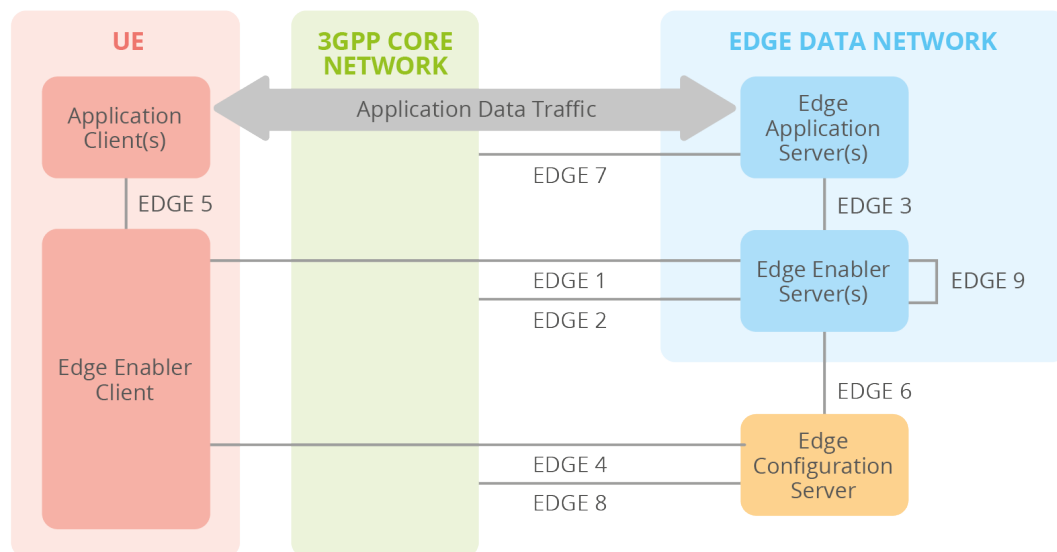 UE
3GPP CORE
NETWORK
EDGE DATA NETWORK
Application
Client(s)
Application Data Traffic
Edge
Application
Server(s)
EDGE 7
EDGE 5
EDGE 3
Edge Enabler
Client
EDGE 1
EDGE 2
Edge Enabler
Server(s)
EDGE 9
EDGE 6
EDGE 4
EDGE 8
Edge
Configuration
Server